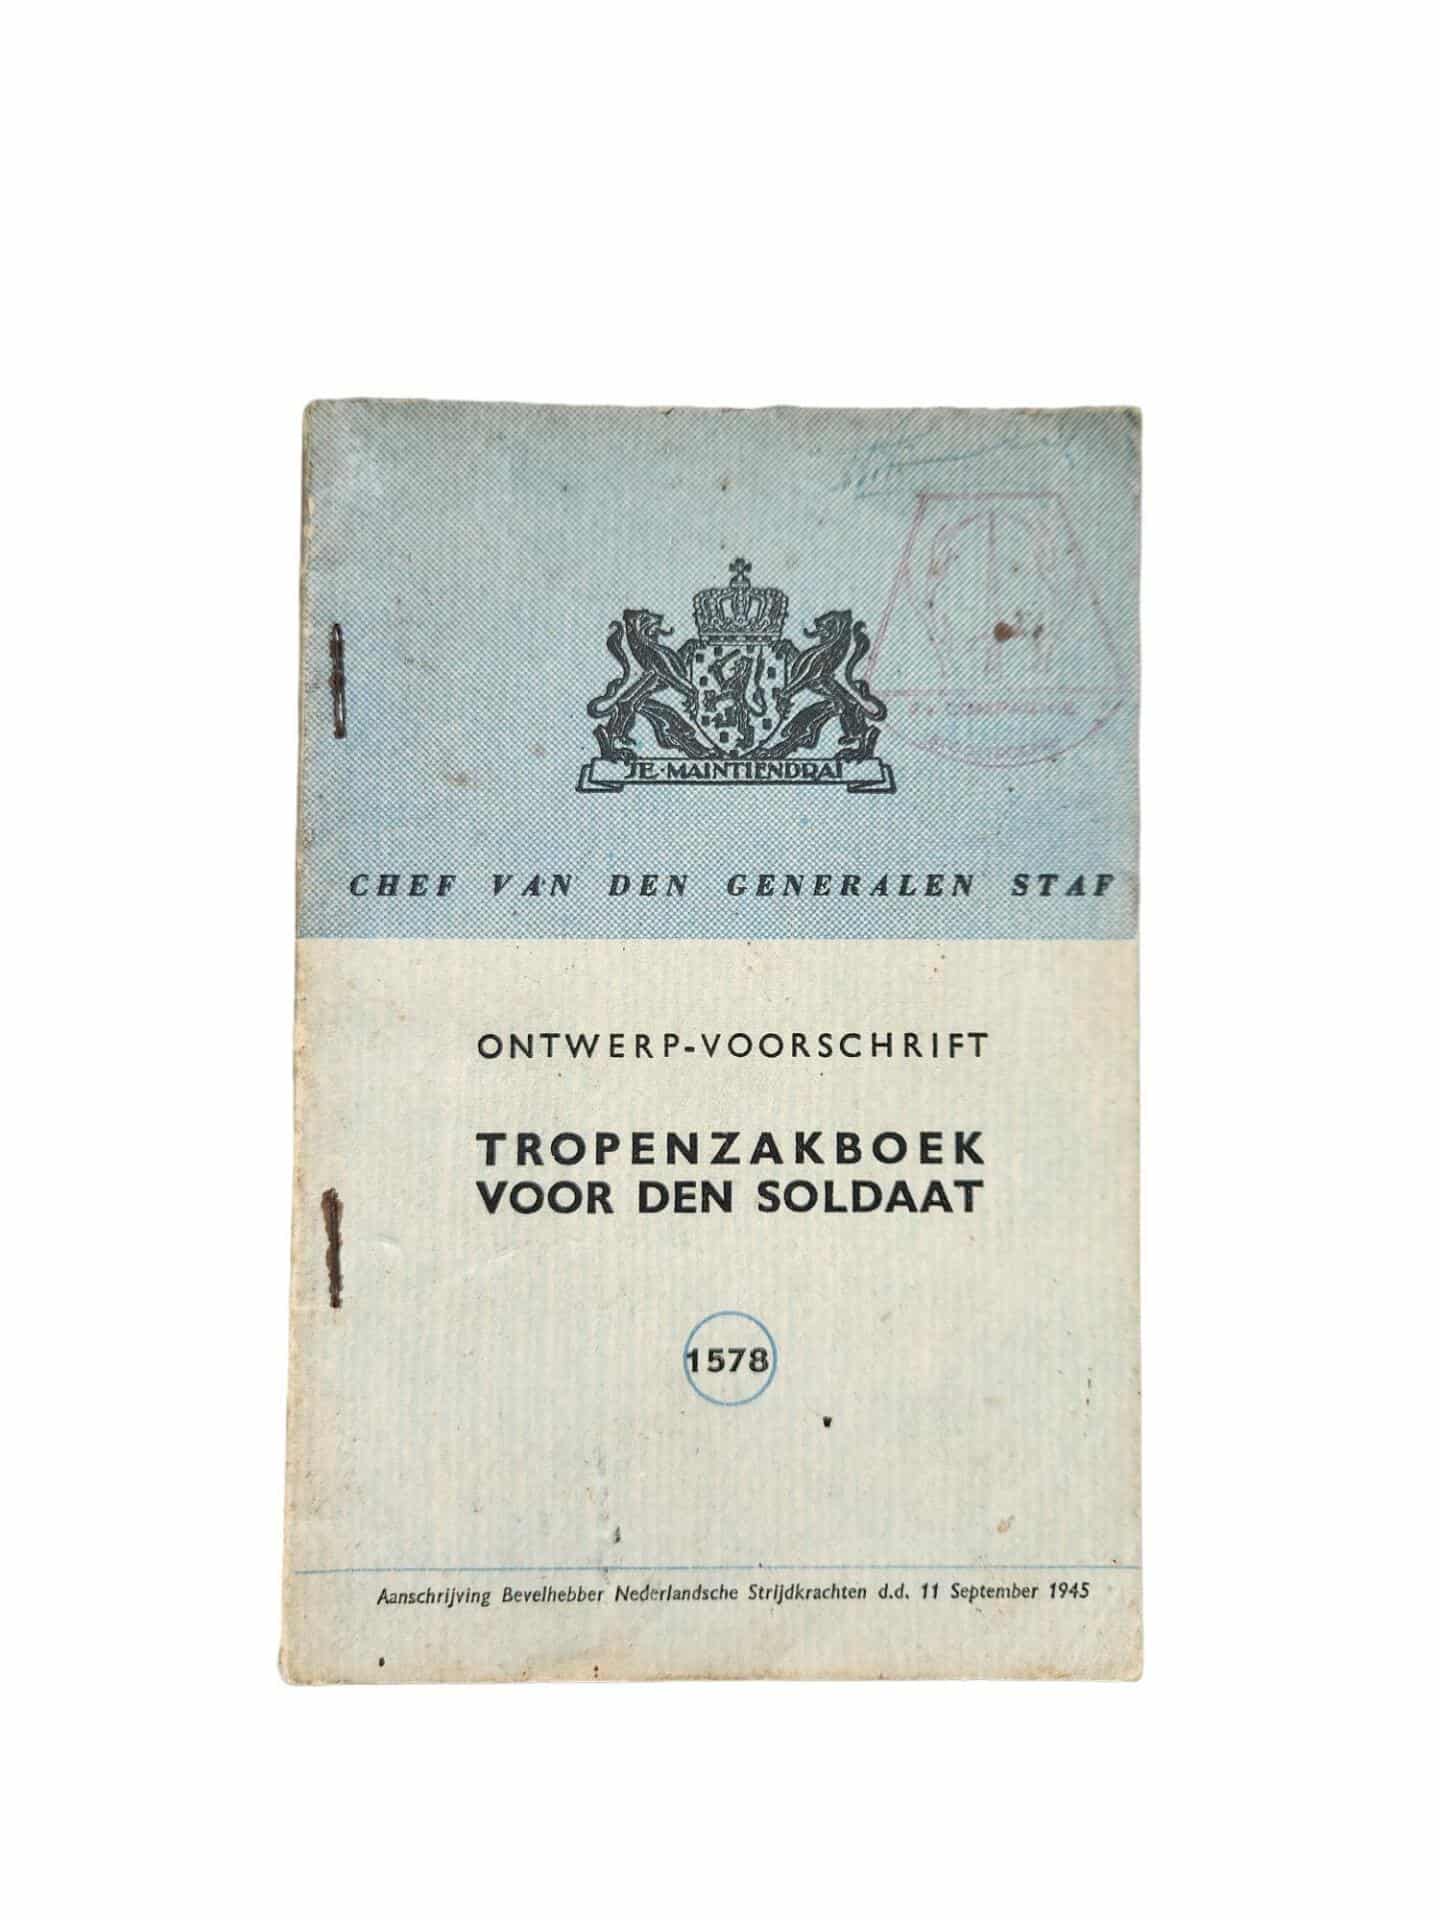 JE·MAINTIENDRAI
CHEF VAN DEN GENERALEN STAF
ONTWERP-VOORSCHRIFT
TROPENZAKBOEK
VOOR DEN SOLDAAT
1578
Aanschrijving Bevelhebber Nederlandsche Strijdkrachten d.d. 11 September 1945